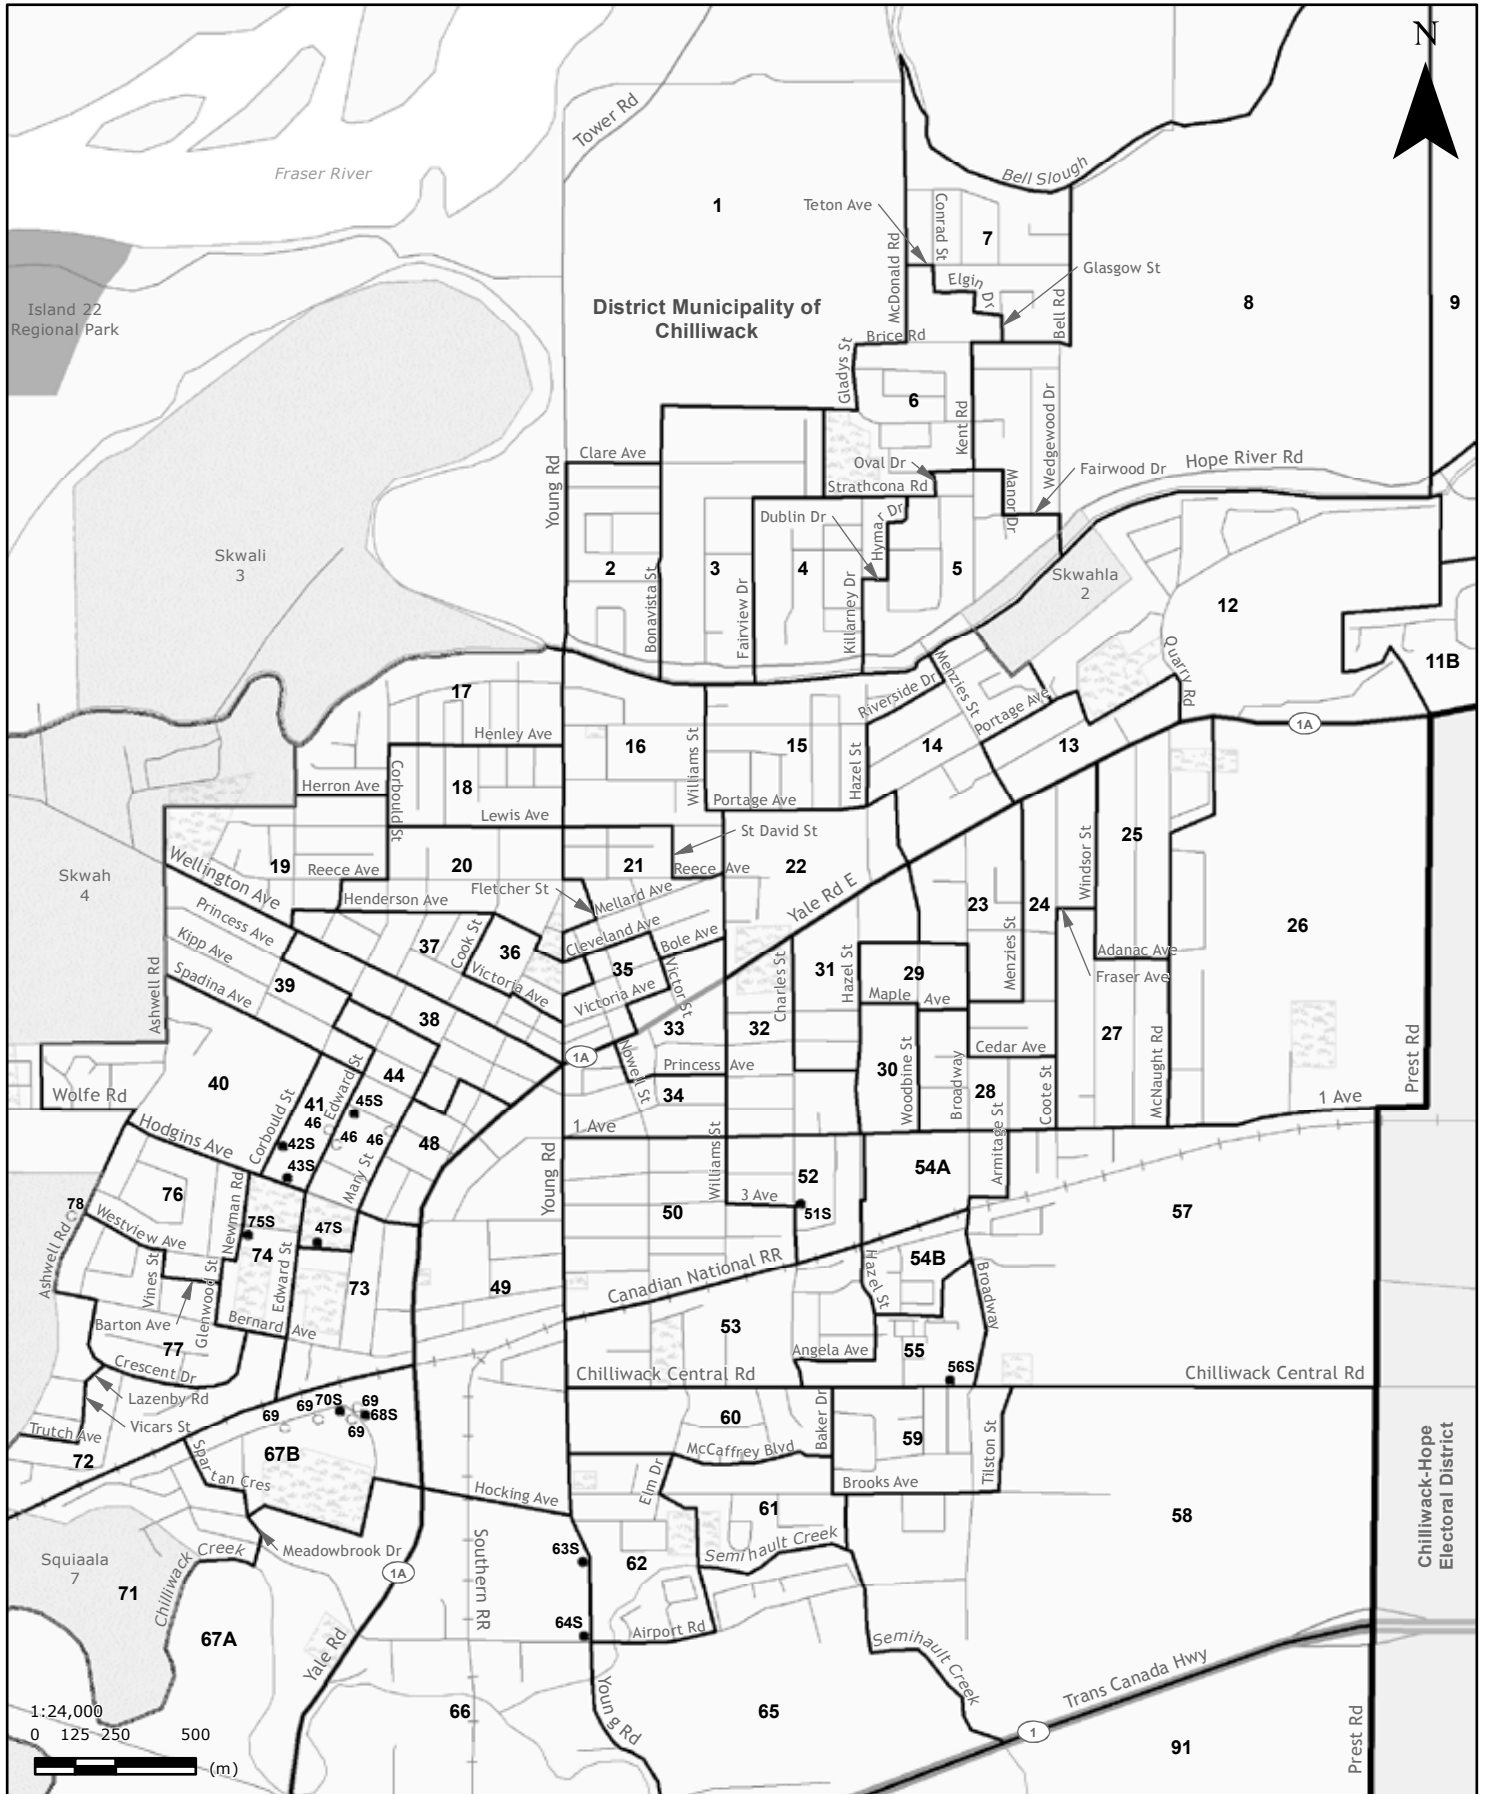 N
Tower Rd
Fraser River
Bell Slough
1
Teton Ave
Conrad St
7
McDonald Rd
Glasgow St
Elgin Dr
Bell Rd
8
9
Island 22
Regional Park
District Municipality of
Chilliwack
Brice Rd
Gladys St
6
Kent Rd
Wedgewood Dr
Clare Ave
Oval Dr
Strathcona Rd
Fairwood Dr
Hope River Rd
Young Rd
Manor Dr
Dublin Dr
Hymar Dr
Skwali
3
2
Bonavista St
3
Fairview Dr
4
Killarney Dr
5
Skwahla
2
12
Quarry Rd
11B
17
Menzies St
Riverside Dr
Portage Ave
1A
Henley Ave
16
Williams St
15
Hazel St
14
13
Herron Ave
Corbould St
18
Portage Ave
Lewis Ave
St David St
25
Windsor St
Skwah
4
Wellington Ave
19
Reece Ave
20
21
Reece Ave
22
Fletcher St
Mellard Ave
Henderson Ave
Yale Rd E
23
24
26
Princess Ave
Kipp Ave
Spadina Ave
37
Cook St
36
Cleveland Ave
Bole Ave
Menzies St
Adanac Ave
Fraser Ave
Ashwell Rd
39
Victoria Ave
35
Victor St
Victoria Ave
Charles St
31
Hazel St
29
Maple Ave
38
33
32
27
McNaught Rd
Prest Rd
1A
Nowell St
Princess Ave
Cedar Ave
30
Woodbine St
Broadway
28
Armitage St
Coote St
Wolfe Rd
40
Corbould St
41
Edward St
44
45S
46
46
46
34
1 Ave
1 Ave
Hodgins Ave
42S
43S
48
Mary St
Young Rd
Williams St
52
54A
76
Newman Rd
78
Westview Ave
75S
47S
3 Ave
51S
50
57
Ashwell Rd
74
Edward St
Vines St
Glenwood St
73
49
Canadian National RR
Hazel St
54B
Broadway
Barton Ave
Bernard Ave
77
53
Angela Ave
55
56S
Crescent Dr
Chilliwack Central Rd
Chilliwack Central Rd
Lazenby Rd
Vicars St
69
69
70S
69
68S
69
Trutch Ave
72
67B
Spartan Cres
60
McCaffrey Blvd
Baker Dr
59
Tilston St
Elm Dr
Brooks Ave
Hocking Ave
61
58
Chilliwack-Hope
Electoral District
Squiaala
7
Chilliwack Creek
Meadowbrook Dr
Southern RR
63S
62
Semihault Creek
71
1A
67A
64S
Airport Rd
Yale Rd
Semihault Creek
Trans Canada Hwy
Young Rd
66
65
1
91
Prest Rd
1:24,000
0 125 250 500
(m)